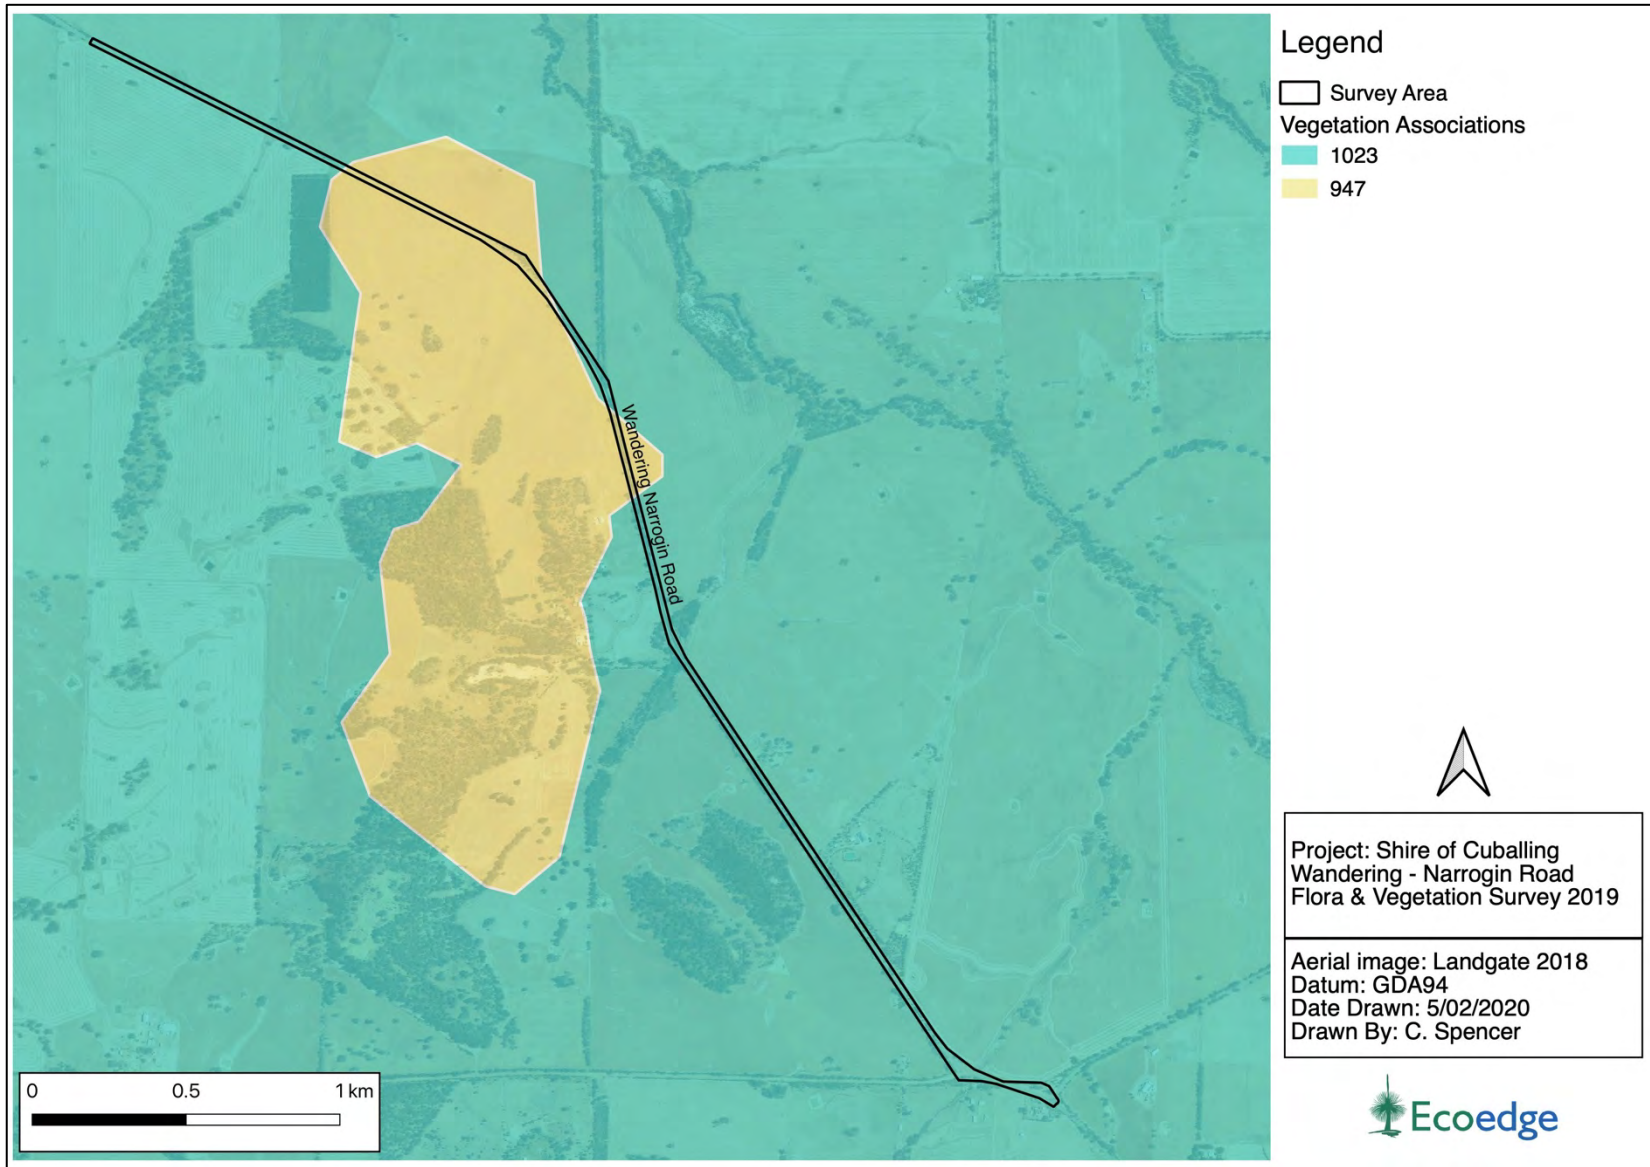 Legend
Survey Area
Vegetation Associations
1023
947
Wandering Narrogin Road
Project: Shire of Cuballing
Wandering - Narrogin Road
Flora & Vegetation Survey 2019
Aerial image: Landgate 2018
Datum: GDA94
Date Drawn: 5/02/2020
Drawn By: C. Spencer
0 0.5 1 km
Ecoedge